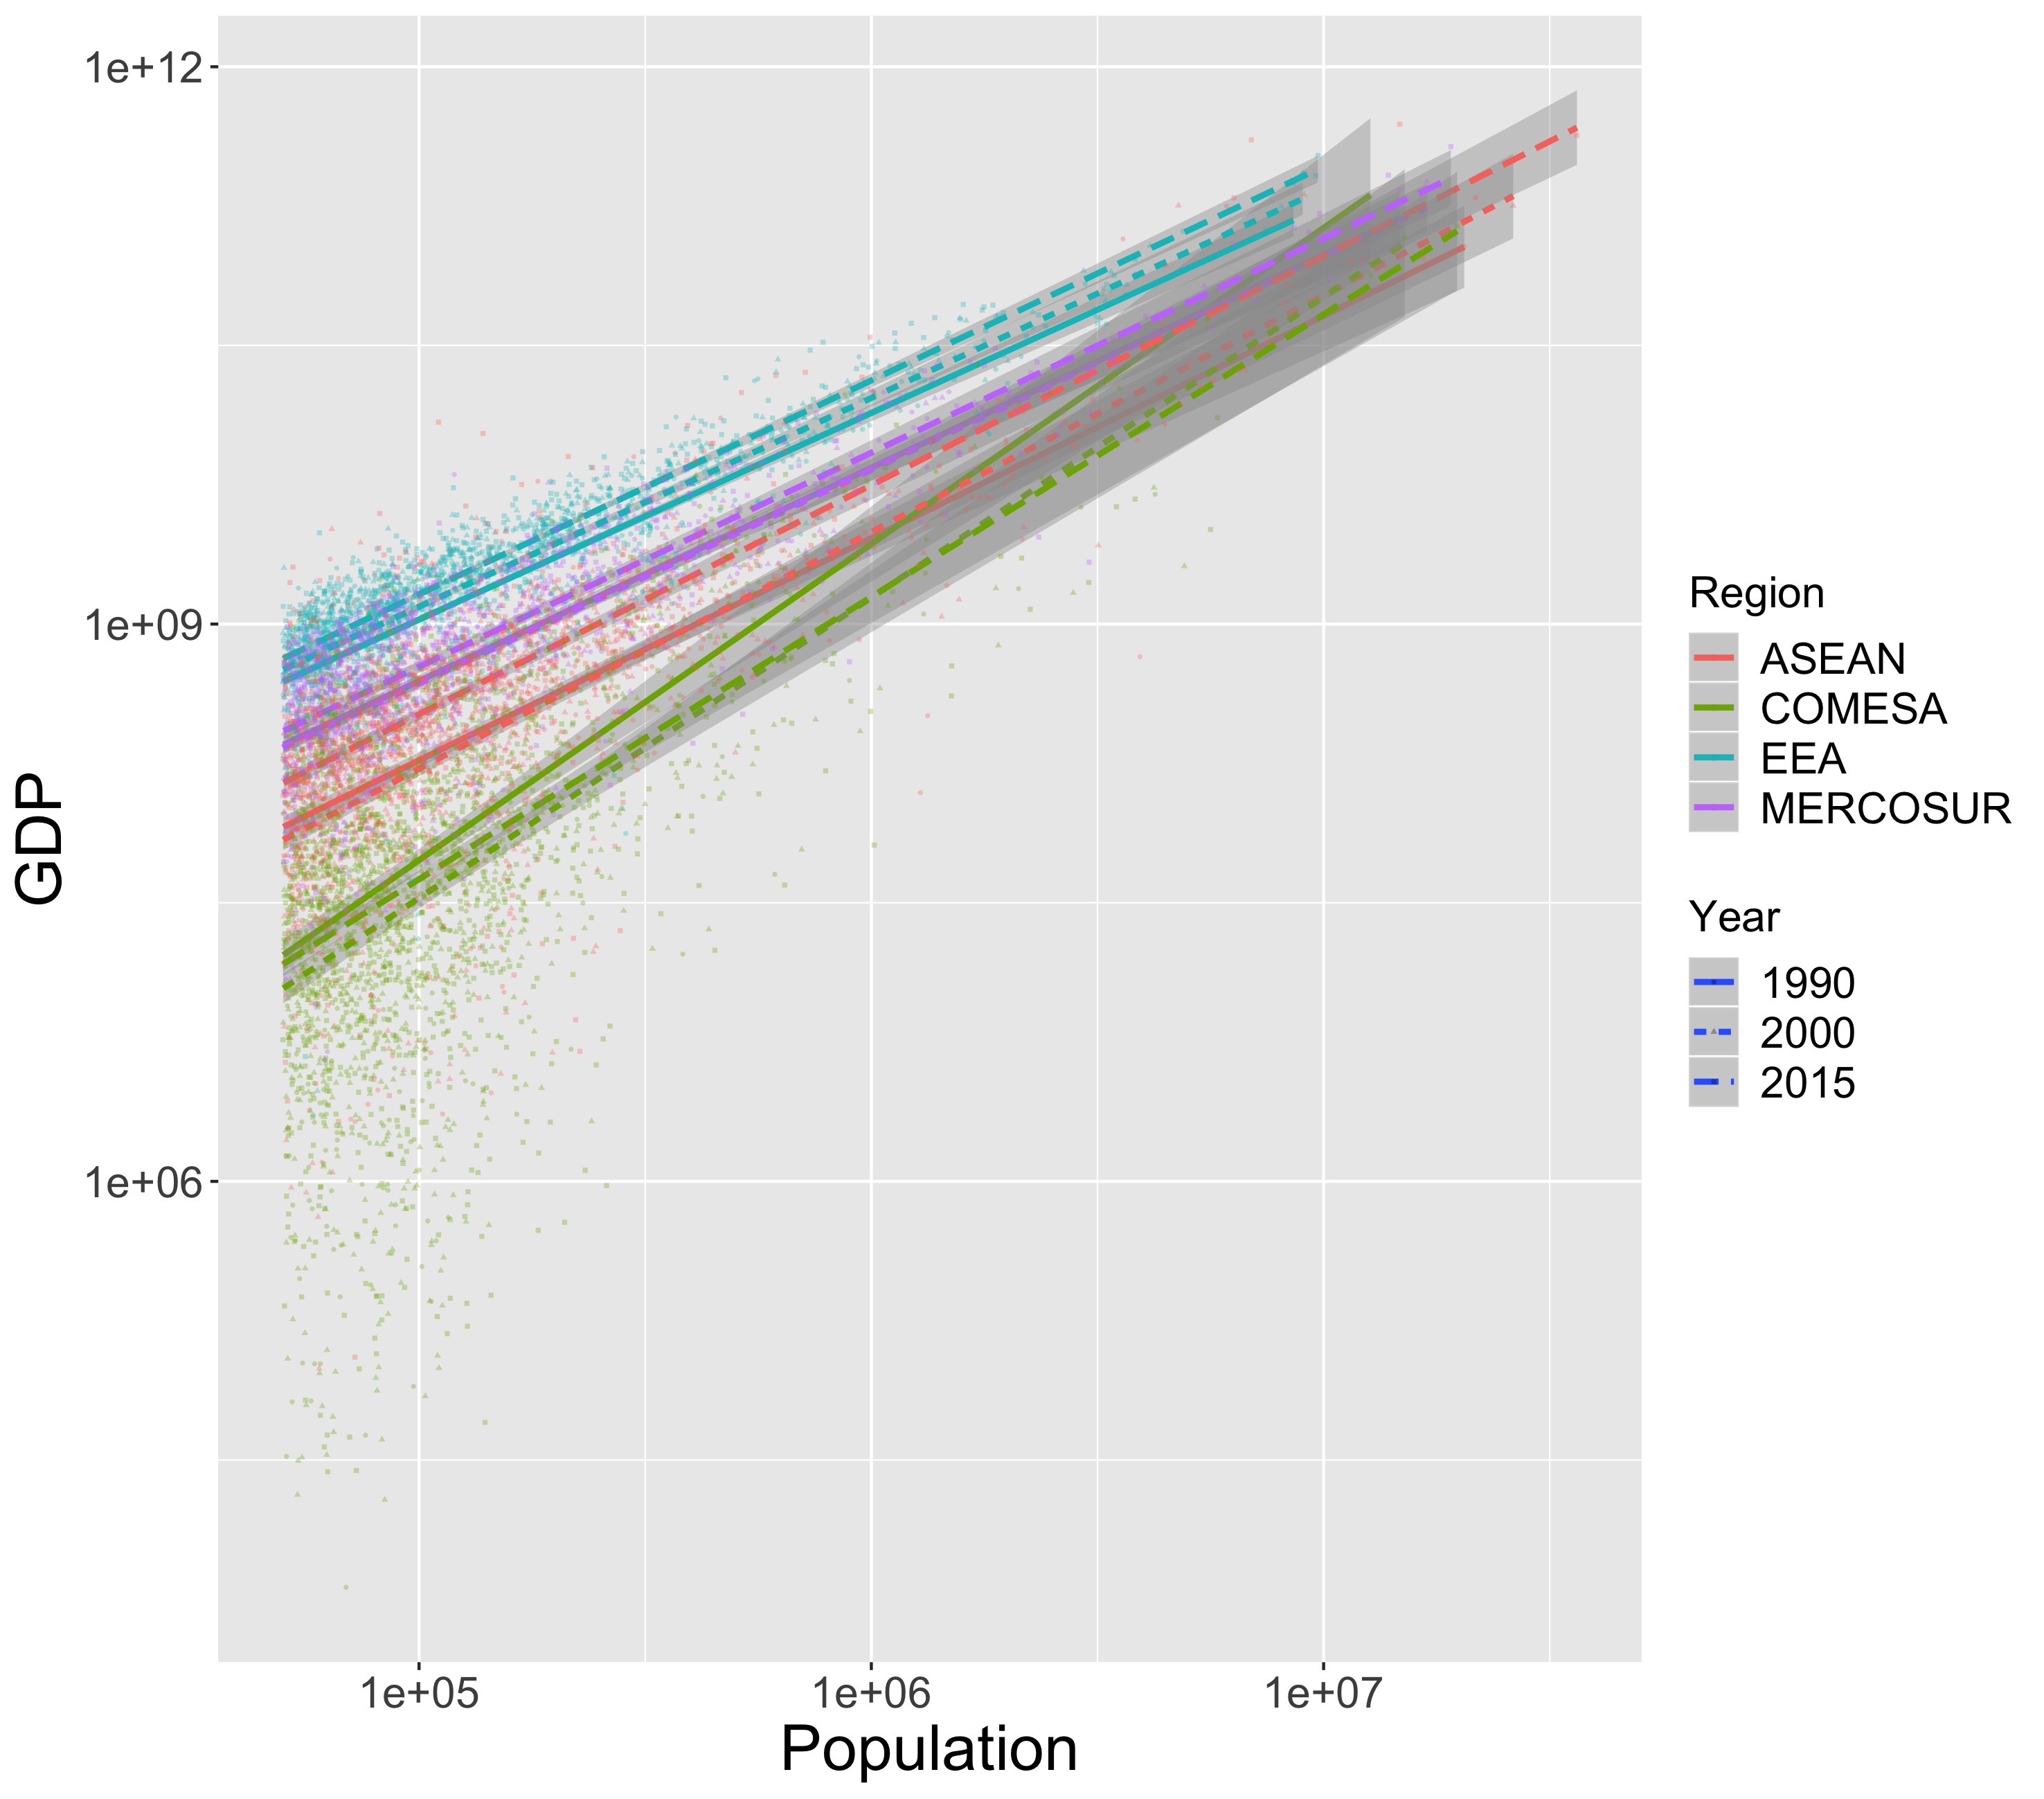 1e+12
1e+09
1e+06
GDP
1e+05 1e+06 1e+07
Population
Region
ASEAN
COMESA
EEA
MERCOSUR
Year
1990
2000
2015